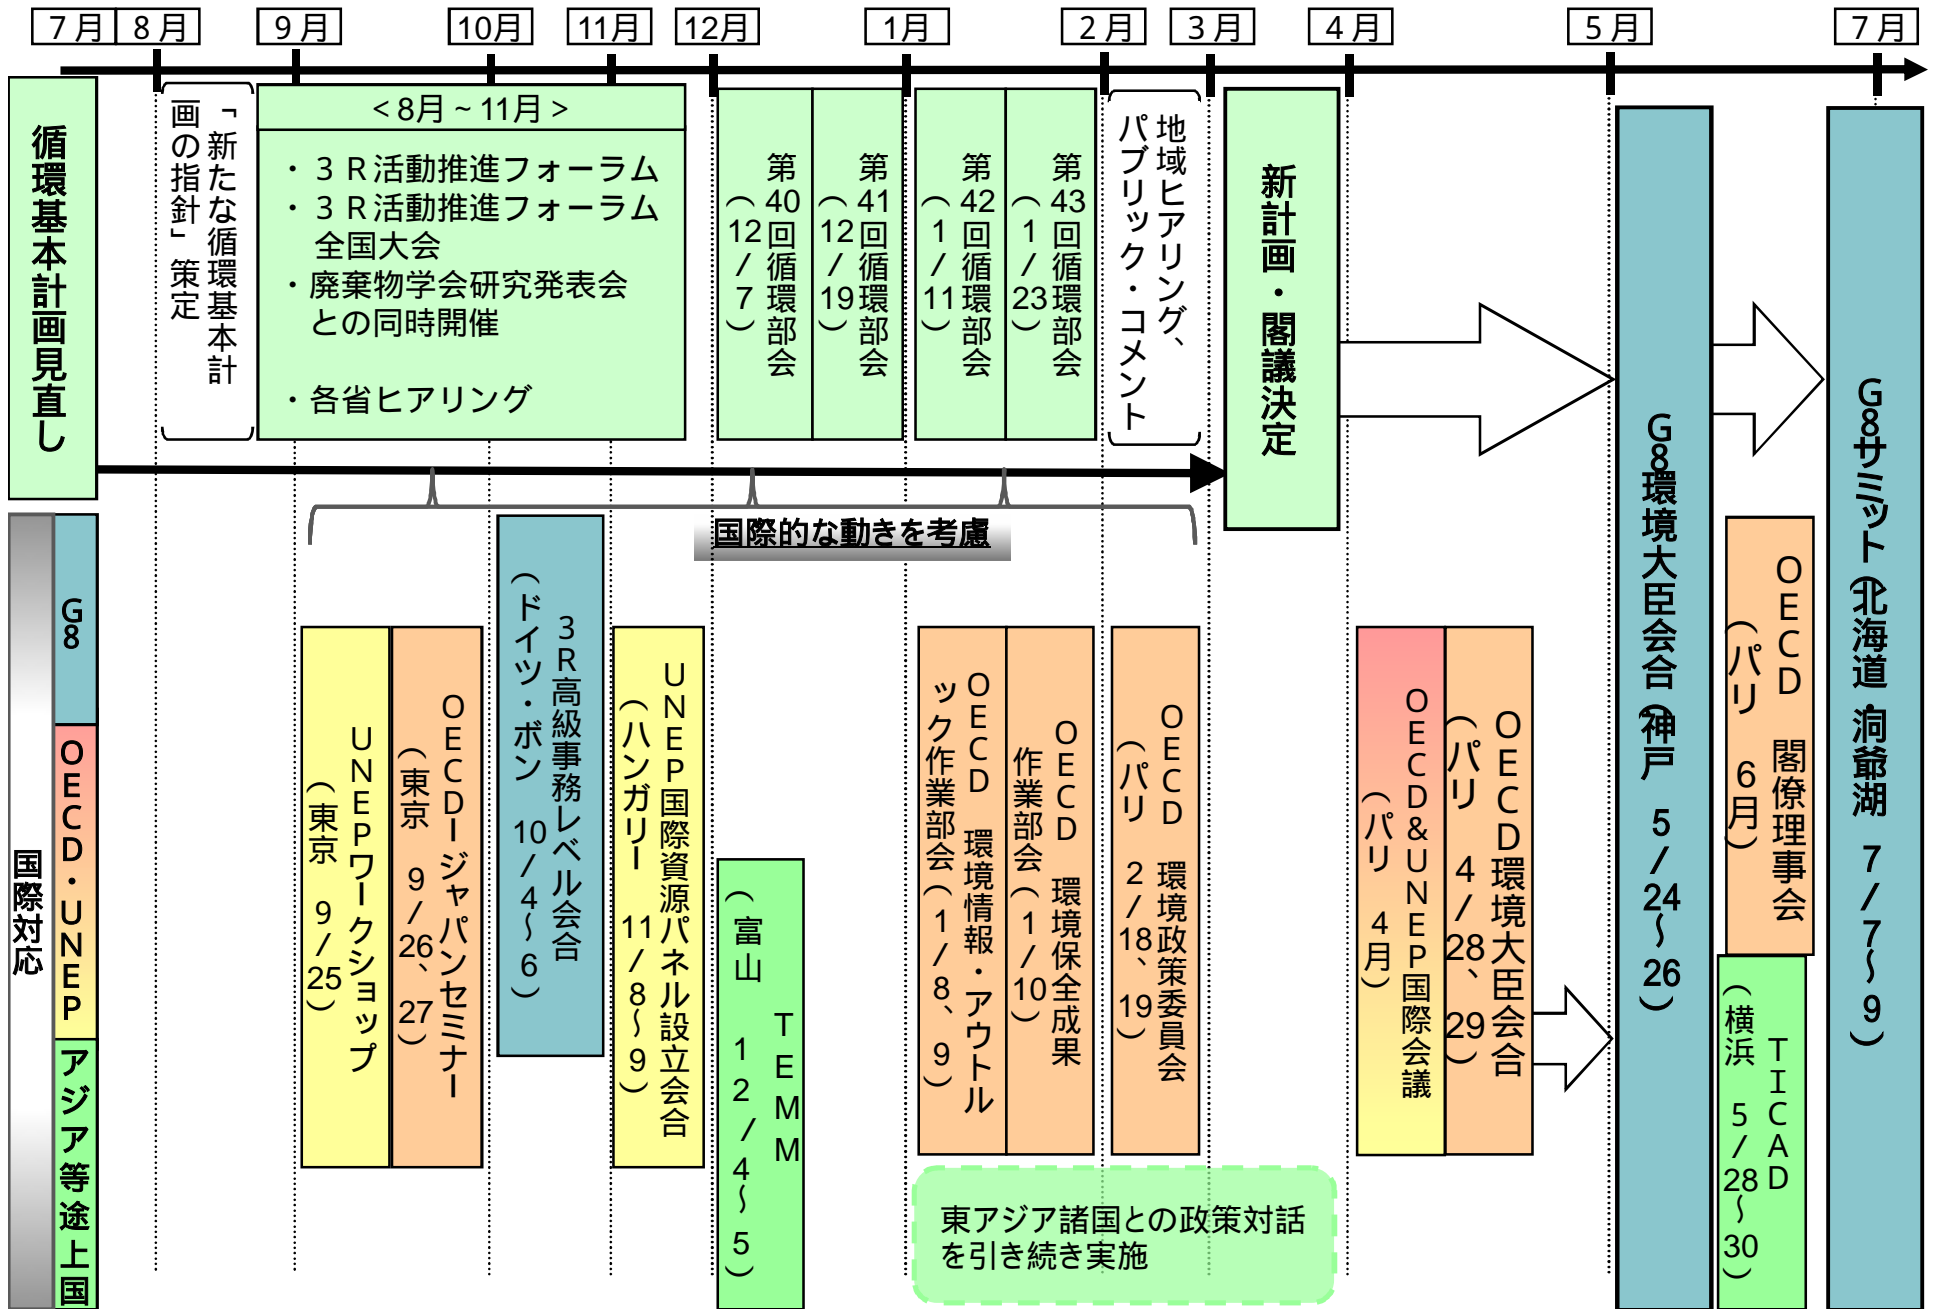 7月
8月
9月
10月
11月
12月
1月
2月
3月
4月
5月
7月
循環基本計画見直し
「新たな循環基本計
画の指針」策定
<8月~11月>
・3R活動推進フォーラム
・3R活動推進フォーラム
全国大会
・廃棄物学会研究発表会
との同時開催
・各省ヒアリング
第40回循環部会
(12/7)
第41回循環部会
(12/19)
第42回循環部会
(1/11)
第43回循環部会
(1/23)
地域ヒアリング、
パブリック・コメント
新計画・閣議決定
国際的な動きを考慮
国際対応
G8
OECD・UNEP
アジア等途上国
UNEPワークショップ
(東京 9/25)
OECDージャパンセミナー
(東京 9/26、27)
3R高級事務レベル会合
(ドイツ・ボン 10/4~6)
UNEP国際資源パネル設立会合
(ハンガリー 11/8~9)
TEMM
(富山 12/4~5)
OECD 環境情報・アウトル
ック作業部会(1/8、9)
OECD 環境保全成果
作業部会(1/10)
OECD 環境政策委員会
(パリ 2/18、19)
東アジア諸国との政策対話
を引き続き実施
OECD&UNEP国際会議
(パリ 4月)
OECD環境大臣会合
(パリ 4/28、29)
G8環境大臣会合(神戸 5/24~26)
OECD 閣僚理事会
(パリ 6月)
TICAD
(横浜 5/28~30)
G8サミット(北海道・洞爺湖 7/7~9)